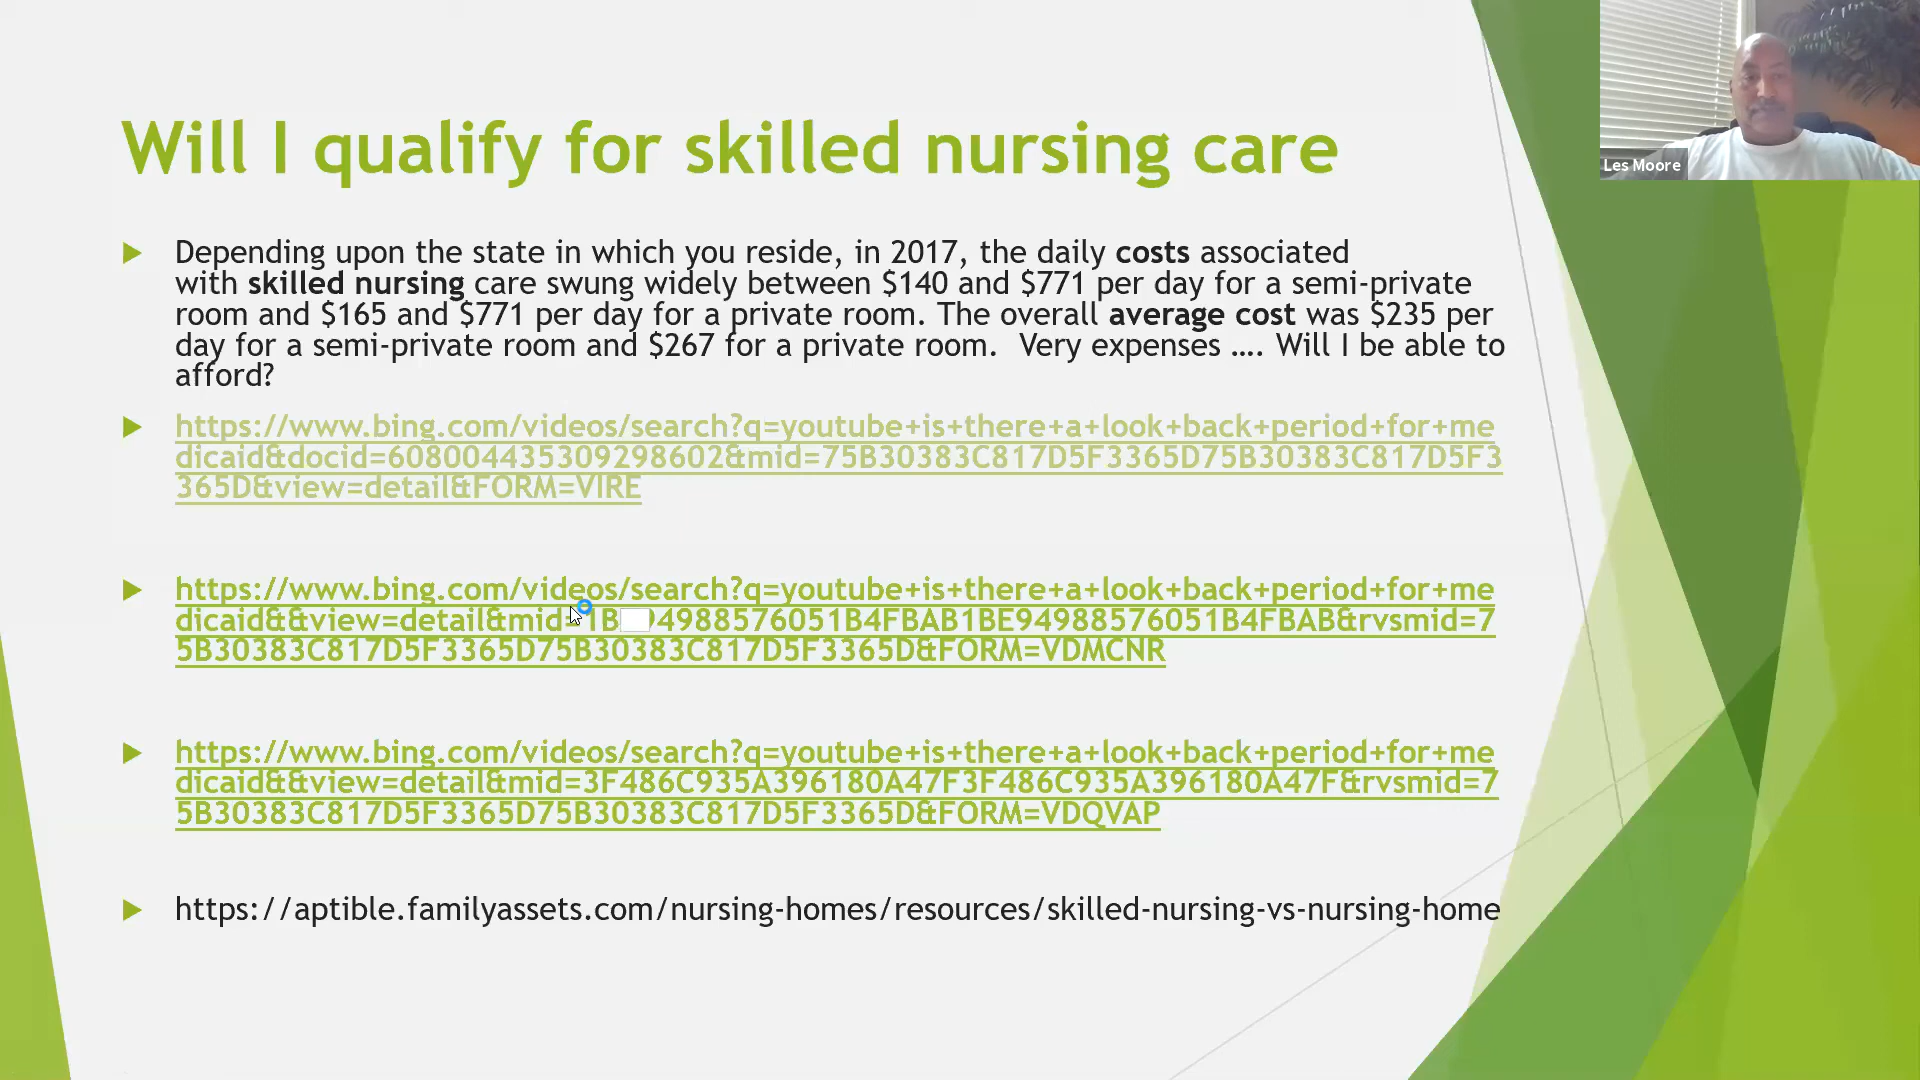 Will I qualify for skilled nursing care
Les Moore
Depending upon the state in which you reside, in 2017, the daily costs associated
with skilled nursing care swung widely between $140 and $771 per day for a semi-private
room and $165 and $771 per day for a private room. The overall average cost was $235 per
day for a semi-private room and $267 for a private room.  Very expenses .... Will I be able to
afford?
https://www.bing.com/videos/search?q=youtube+is+there+a+look+back+period+for+me
dicaid&docid=608004435309298602&mid=75B30383C817D5F3365D75B30383C817D5F3
365D&view=detail&FORM=VIRE
https://www.bing.com/videos/search?q=youtube+is+there+a+look+back+period+for+me
dicaid&&view=detail&mid=1B 94988576051B4FBAB1BE94988576051B4FBAB&rvsmid=7
5B30383C817D5F3365D75B30383C817D5F3365D&FORM=VDMCNR
https://www.bing.com/videos/search?q=youtube+is+there+a+look+back+period+for+me
dicaid&&view=detail&mid=3F486C935A396180A47F3F486C935A396180A47F&rvsmid=7
5B30383C817D5F3365D75B30383C817D5F3365D&FORM=VDQVAP
https://aptible.familyassets.com/nursing-homes/resources/skilled-nursing-vs-nursing-home